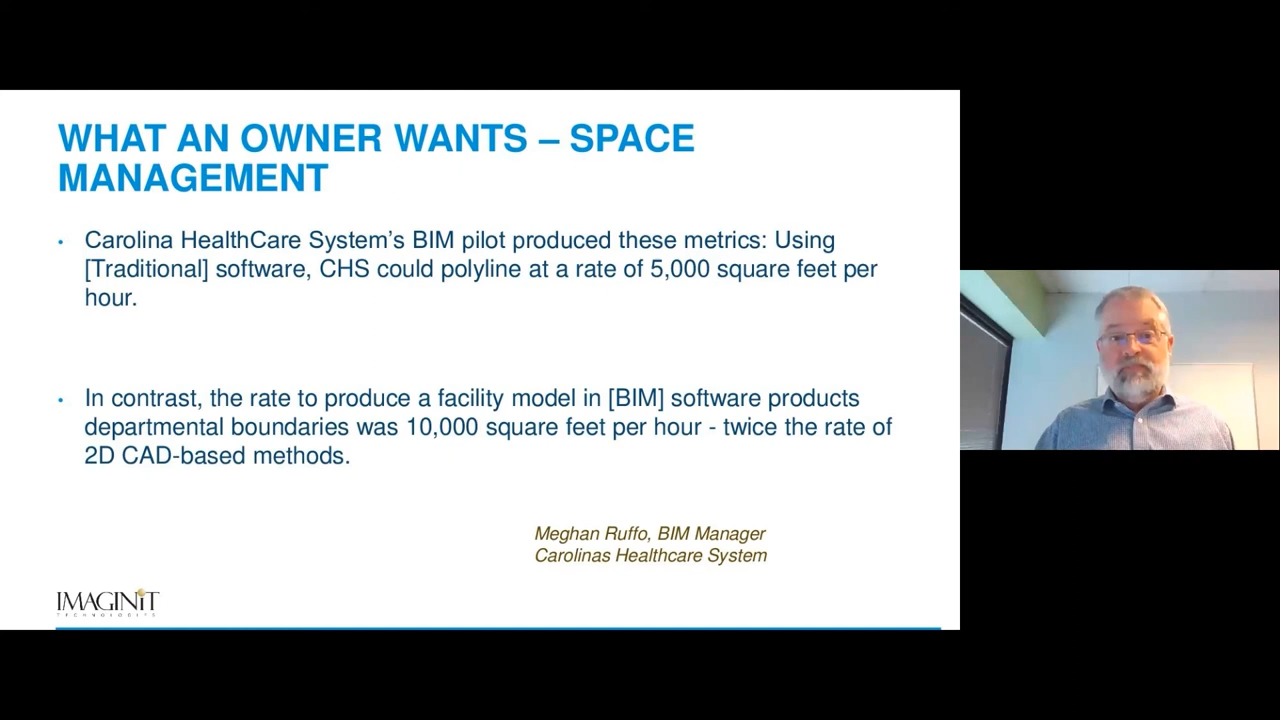 WHAT AN OWNER WANTS – SPACE
MANAGEMENT
• Carolina HealthCare System’s BIM pilot produced these metrics: Using
[Traditional] software, CHS could polyline at a rate of 5,000 square feet per
hour.
• In contrast, the rate to produce a facility model in [BIM] software products
departmental boundaries was 10,000 square feet per hour - twice the rate of
2D CAD-based methods.
Meghan Ruffo, BIM Manager
Carolinas Healthcare System
IMAGINiT
TECHNOLOGIES